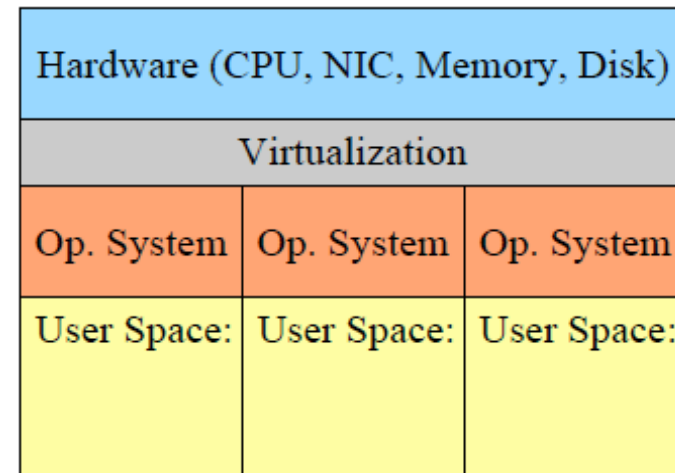 Hardware (CPU, NIC, Memory, Disk)
Virtualization
Op. System Op. System Op. System
User Space: User Space: User Space: